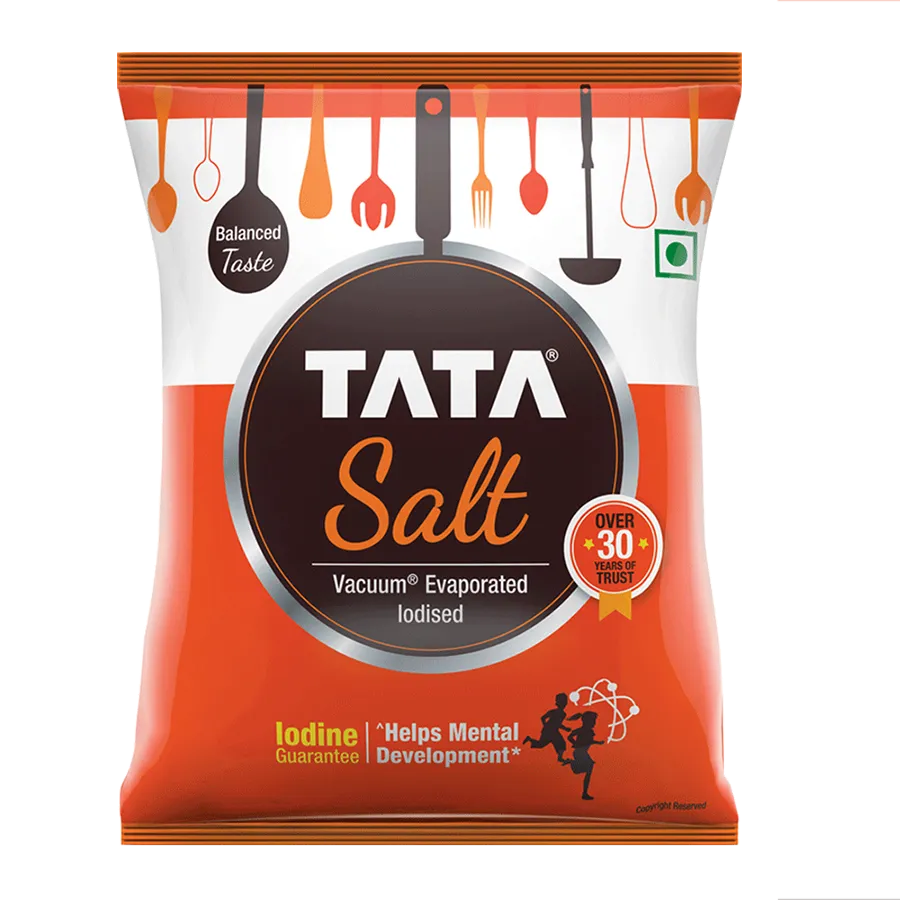 Balanced
Taste
TATA®
Salt
Vacuum® Evaporated
Iodised
OVER
30
YEARS OF
TRUST
Iodine
Guarantee
^Helps Mental
Development*
Copyright Reserved